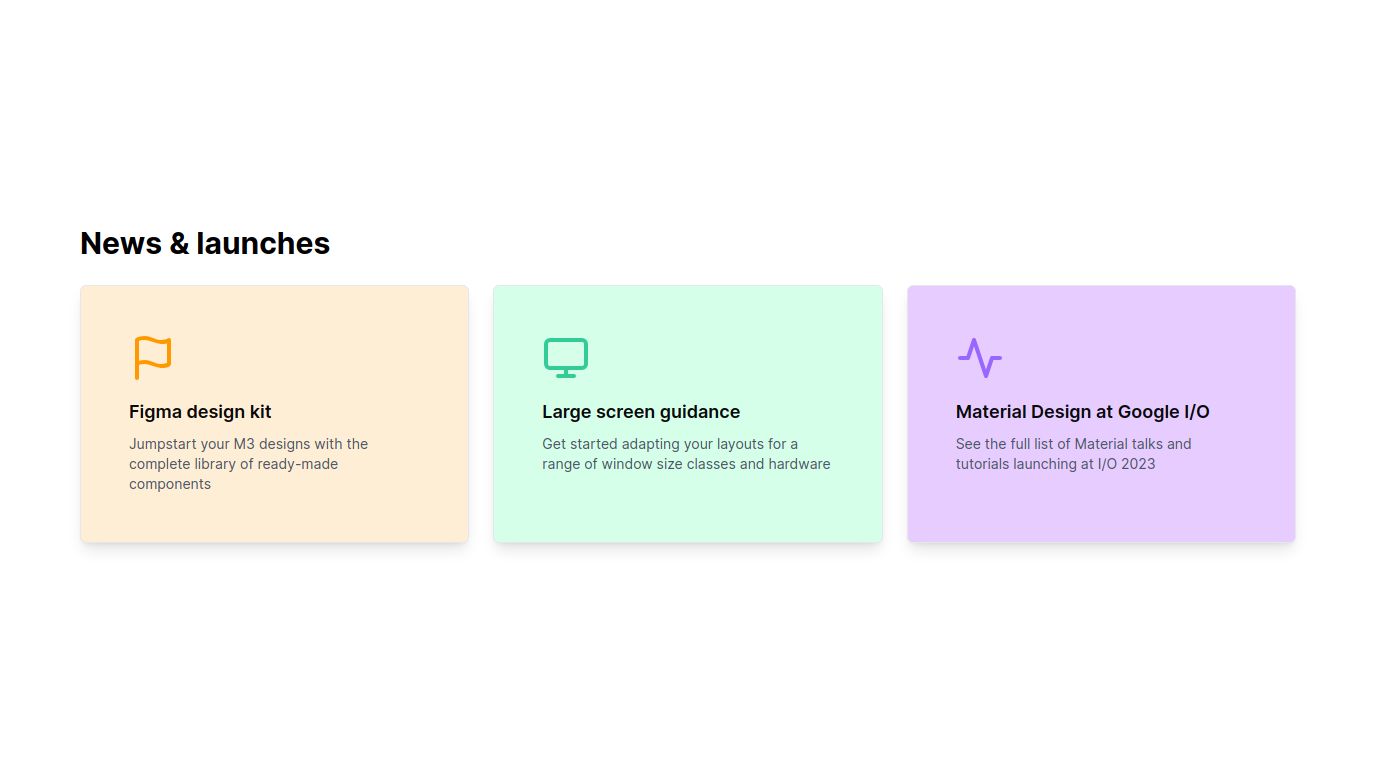 News & launches
Figma design kit
Jumpstart your M3 designs with the
complete library of ready-made
components
Large screen guidance
Get started adapting your layouts for a
range of window size classes and hardware
Material Design at Google I/O
See the full list of Material talks and
tutorials launching at I/O 2023